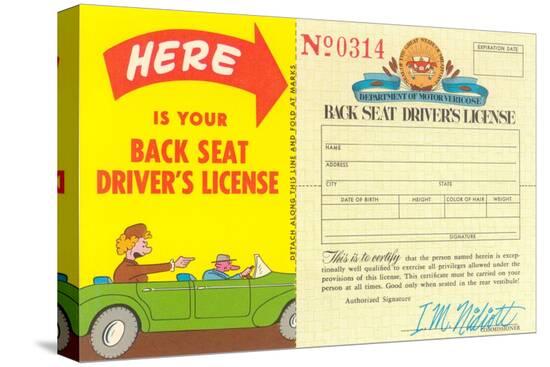 HERE
IS YOUR
BACK SEAT
DRIVER'S LICENSE
DETACH ALONG THIS LINE AND FOLD AT MARKS
No 0314
EXPIRATION DATE
DEPARTMENT OF MOTOR VERICOSE
BACK SEAT DRIVER'S LICENSE
NAME
ADDRESS
CITY STATE
DATE OF BIRTH HEIGHT COLOR OF HAIR WEIGHT
SIGNATURE
This is to certify that the person named herein is excep-
tionally well qualified to exercise all privileges allowed under the
provisions of this license. This certificate must be carried on your
person at all times. Good only when seated in the rear vestibule!
Authorized Signature
I.M. Nidiott
COMMISSIONER